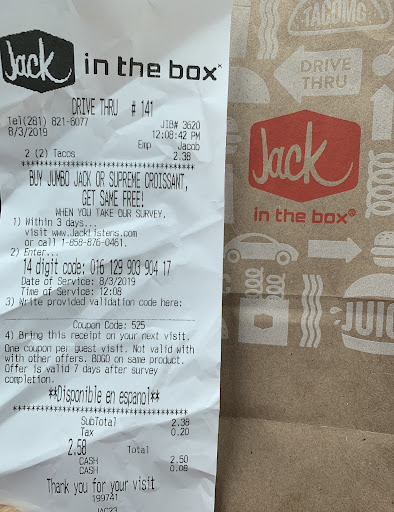 Jack in the box
DRIVE THRU # 141
Tel(281) 821-6077 JIB# 3620
8/3/2019 12:08:42 PM
Emp Jacob
2 (2) Tacos 2.38
BUY JUMBO JACK OR SUPREME CROISSANT,
GET SAME FREE!
WHEN YOU TAKE OUR SURVEY.
1) Within 3 days...
visit www.JackListens.com
or call 1-858-876-0461.
2) Enter...
14 digit code: 016 129 903 904 17
Date of Service: 8/3/2019
Time of Service: 12:08
3) Write provided validation code here:
Coupon Code: 525
4) Bring this receipt on your next visit.
One coupon per guest visit. Not valid with
with other offers. BOGO on same product.
Offer is valid 7 days after survey
completion.
**Disponible en espanol**
SubTotal 2.38
Tax 0.20
2.58 Total
CASH 2.50
CASH 0.08
Thank you for your visit
199741
JAC23
TACOMG
DRIVE
THRU
Jack
in the box®
JUIC